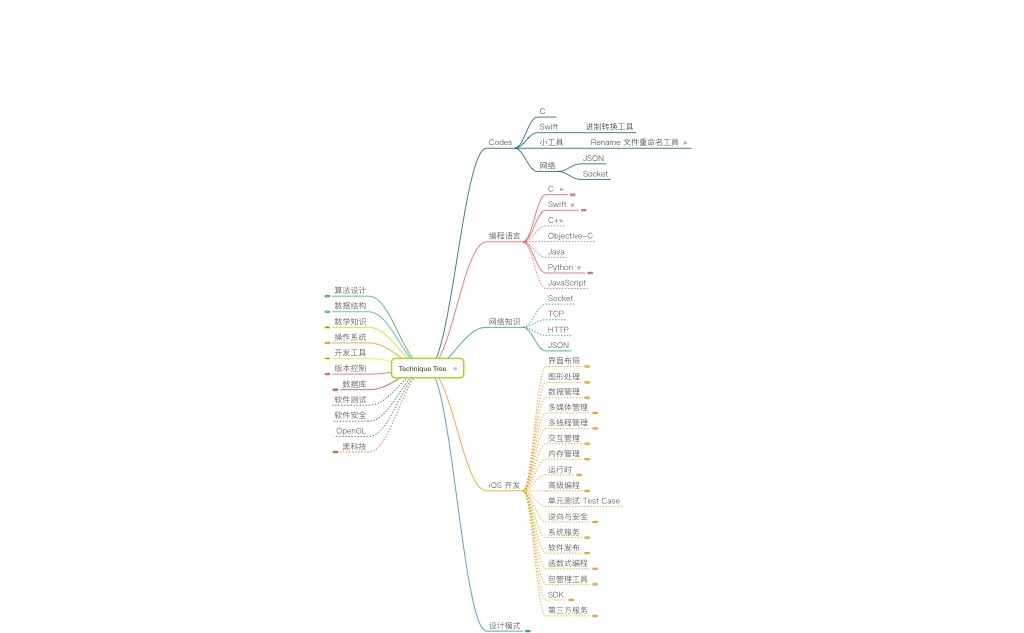 Technique Tree
Codes
C
Swift
进制转换工具
小工具
Rename 文件重命名工具
网络
JSON
Socket
编程语言
C
Swift
C++
Objective-C
Java
Python
JavaScript
网络知识
Socket
TCP
HTTP
JSON
iOS 开发
界面布局
图形处理
数据管理
多媒体管理
多线程管理
交互管理
内存管理
运行时
高级编程
单元测试 Test Case
逆向与安全
系统服务
软件发布
函数式编程
包管理工具
SDK
第三方服务
设计模式
算法设计
数据结构
数学知识
操作系统
开发工具
版本控制
数据库
软件测试
软件安全
OpenGL
黑科技